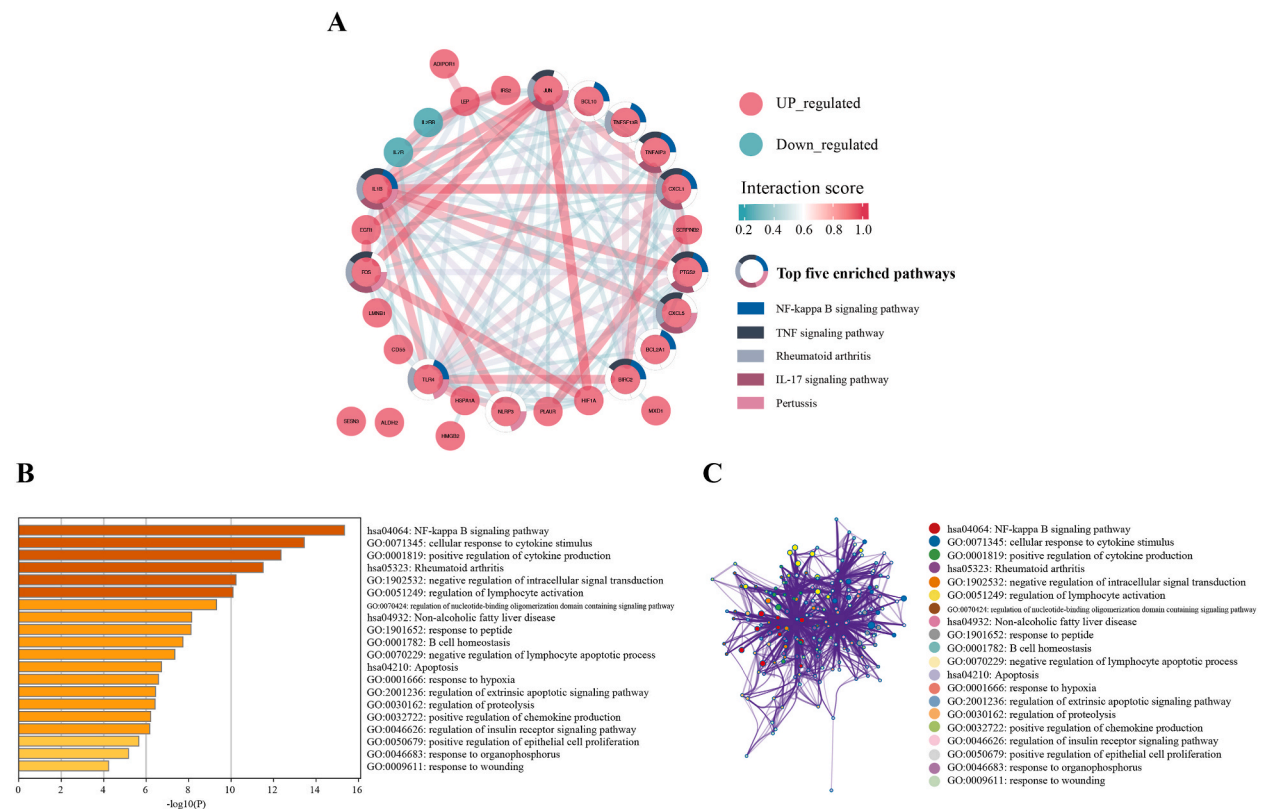 A
ADIPOR1
LEP
IRS2
JUN
BCL10
IL2RB
IL7R
TNFAIP3
IL1B
CXCL1
SERPINB2
FOS
PTGS2
LMNB1
CXCL5
CD55
BCL2A1
TLR4
BIRC2
HSPA1A
NLRP3
PLAUR
HIF1A
MXD1
SESN3
ALDH2
HMGB2
UP_regulated
Down_regulated
Interaction score
0.2 0.4 0.6 0.8 1.0
Top five enriched pathways
NF-kappa B signaling pathway
TNF signaling pathway
Rheumatoid arthritis
IL-17 signaling pathway
Pertussis
B
hsa04064: NF-kappa B signaling pathway
GO:0071345: cellular response to cytokine stimulus
GO:0001819: positive regulation of cytokine production
hsa05323: Rheumatoid arthritis
GO:1902532: negative regulation of intracellular signal transduction
GO:0051249: regulation of lymphocyte activation
GO:0070424: regulation of nucleotide-binding oligomerization domain containing signaling pathway
hsa04932: Non-alcoholic fatty liver disease
GO:1901652: response to peptide
GO:0001782: B cell homeostasis
GO:0070229: negative regulation of lymphocyte apoptotic process
hsa04210: Apoptosis
GO:0001666: response to hypoxia
GO:2001236: regulation of extrinsic apoptotic signaling pathway
GO:0030162: regulation of proteolysis
GO:0032722: positive regulation of chemokine production
GO:0046626: regulation of insulin receptor signaling pathway
GO:0050679: positive regulation of epithelial cell proliferation
GO:0046683: response to organophosphorus
GO:0009611: response to wounding
0 2 4 6 8 10 12 14 16
-log10(P)
C
hsa04064: NF-kappa B signaling pathway
GO:0071345: cellular response to cytokine stimulus
GO:0001819: positive regulation of cytokine production
hsa05323: Rheumatoid arthritis
GO:1902532: negative regulation of intracellular signal transduction
GO:0051249: regulation of lymphocyte activation
GO:0070424: regulation of nucleotide-binding oligomerization domain containing signaling pathway
hsa04932: Non-alcoholic fatty liver disease
GO:1901652: response to peptide
GO:0001782: B cell homeostasis
GO:0070229: negative regulation of lymphocyte apoptotic process
hsa04210: Apoptosis
GO:0001666: response to hypoxia
GO:2001236: regulation of extrinsic apoptotic signaling pathway
GO:0030162: regulation of proteolysis
GO:0032722: positive regulation of chemokine production
GO:0046626: regulation of insulin receptor signaling pathway
GO:0050679: positive regulation of epithelial cell proliferation
GO:0046683: response to organophosphorus
GO:0009611: response to wounding